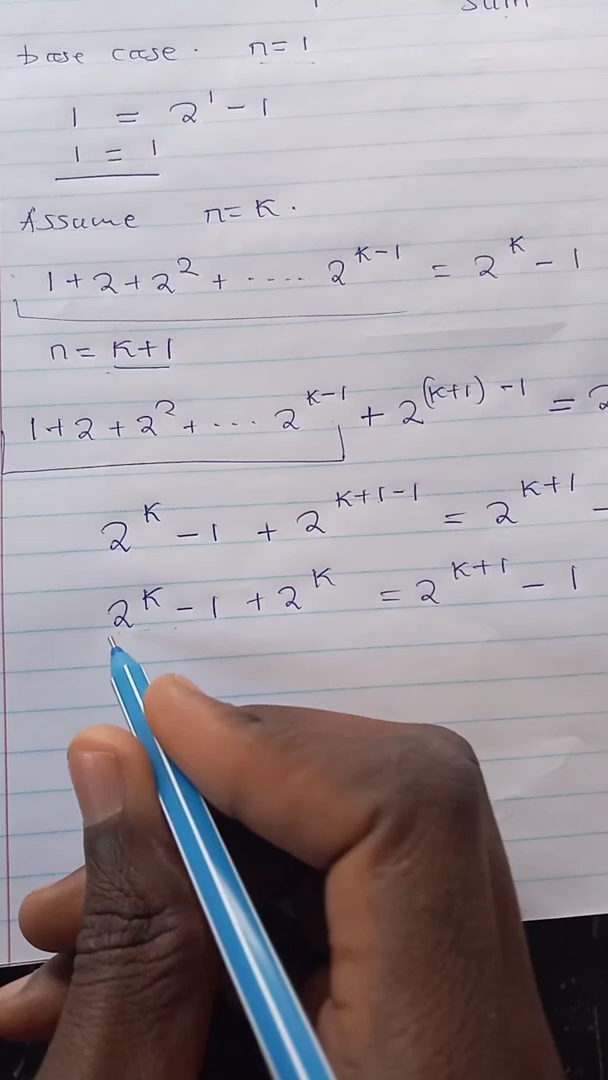 sum
base case. n=1
1 = 2^1 - 1
1 = 1
Assume n=K.
1+2+2^2 + ..... 2^{K-1} = 2^K - 1
n= K+1
1+2+2^2+ ... 2^{K-1} + 2^{(K+1)-1} = 2
2^K - 1 + 2^{K+1-1} = 2^{K+1} -
2^K - 1 + 2^K = 2^{K+1} - 1